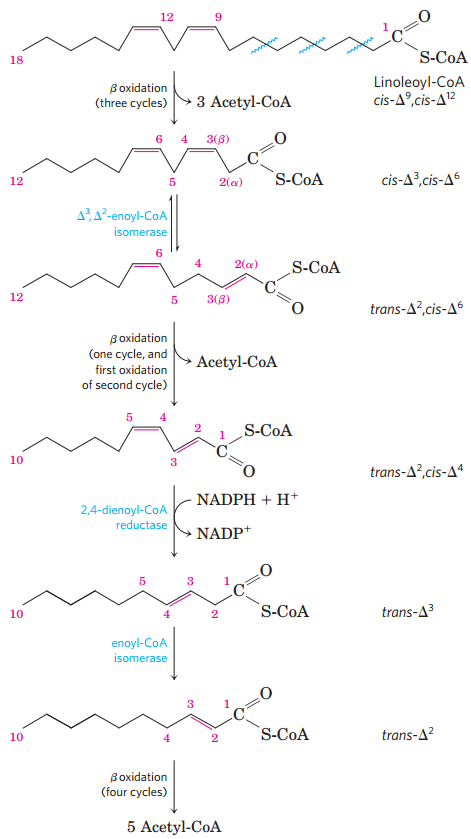 12 9 1 C O
18 S-CoA
Linoleoyl-CoA
cis-Δ⁹,cis-Δ¹²
β oxidation
(three cycles)
3 Acetyl-CoA
6 4 3(β) O
C
12 5 2(α) S-CoA
cis-Δ³,cis-Δ⁶
Δ³, Δ²-enoyl-CoA
isomerase
6 4 2(α) S-CoA
C
12 5 3(β) O
trans-Δ²,cis-Δ⁶
β oxidation
(one cycle, and
first oxidation
of second cycle)
Acetyl-CoA
5 4 2 1 S-CoA
C
10 3 O
trans-Δ²,cis-Δ⁴
2,4-dienoyl-CoA
reductase
NADPH + H⁺
NADP⁺
5 3 1 C O
10 4 2 S-CoA
trans-Δ³
enoyl-CoA
isomerase
3 1 C O
10 4 2 S-CoA
trans-Δ²
β oxidation
(four cycles)
5 Acetyl-CoA